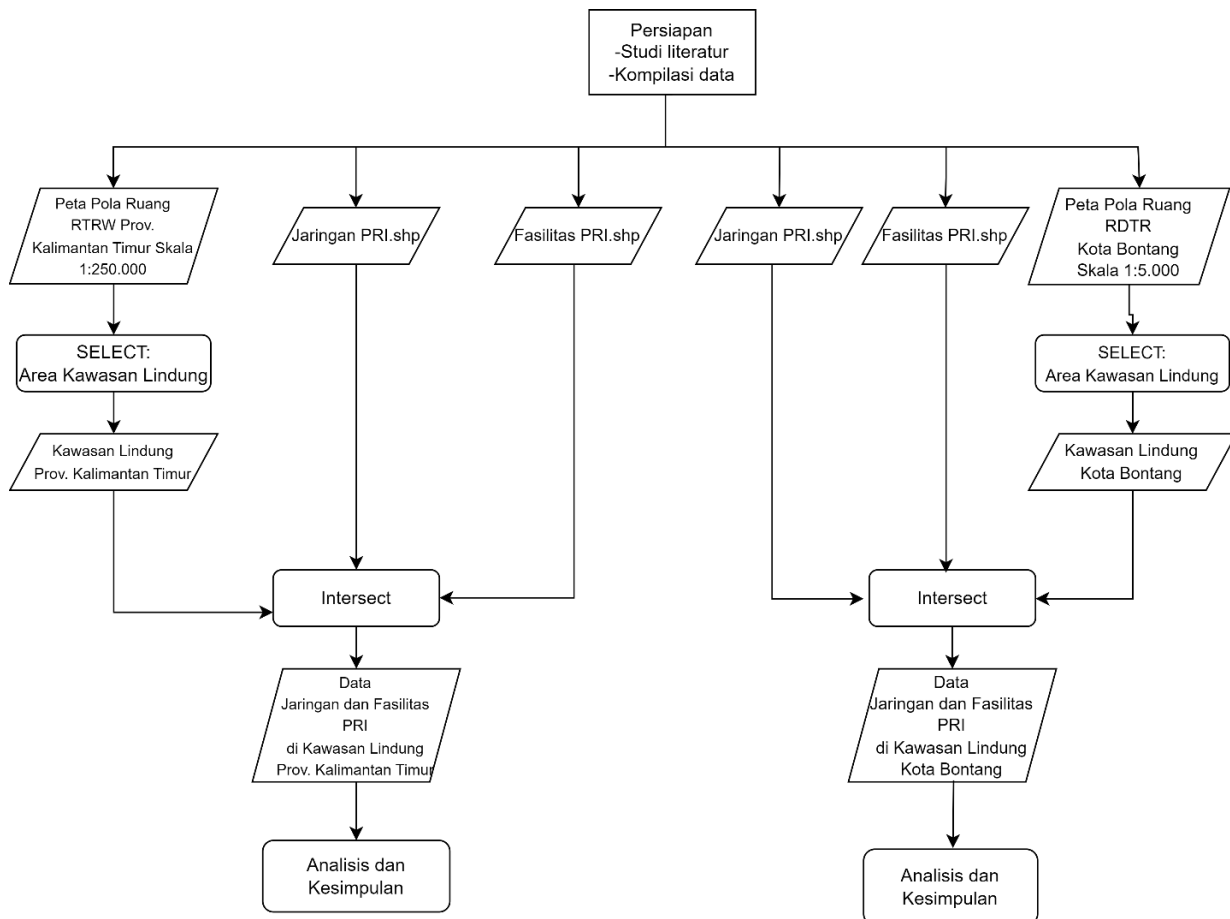 Persiapan
-Studi literatur
-Kompilasi data
Peta Pola Ruang
RTRW Prov.
Kalimantan Timur Skala
1:250.000
Jaringan PRI.shp
Fasilitas PRI.shp
Jaringan PRI.shp
Fasilitas PRI.shp
Peta Pola Ruang
RDTR
Kota Bontang
Skala 1:5.000
SELECT:
Area Kawasan Lindung
SELECT:
Area Kawasan Lindung
Kawasan Lindung
Prov. Kalimantan Timur
Kawasan Lindung
Kota Bontang
Intersect
Intersect
Data
Jaringan dan Fasilitas
PRI
di Kawasan Lindung
Prov. Kalimantan Timur
Data
Jaringan dan Fasilitas
PRI
di Kawasan Lindung
Kota Bontang
Analisis dan
Kesimpulan
Analisis dan
Kesimpulan